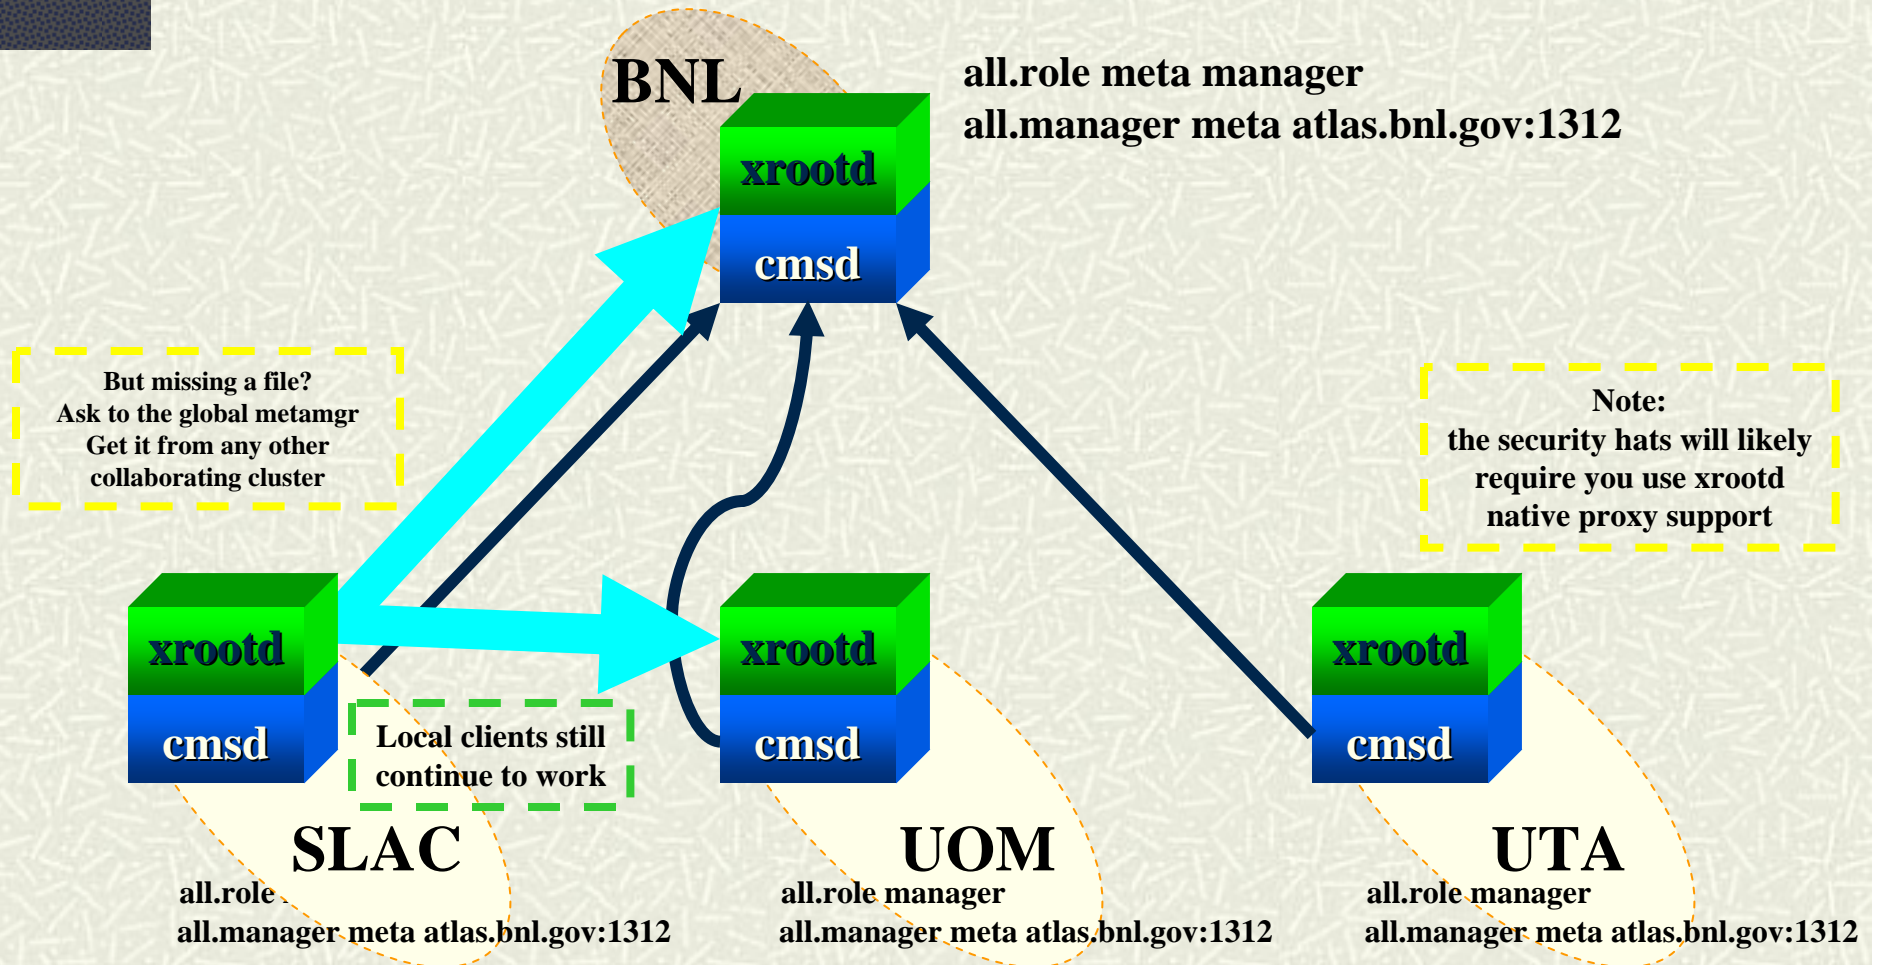 BNL
all.role meta manager
all.manager meta atlas.bnl.gov:1312
xrootd
cmsd
But missing a file?
Ask to the global metamgr
Get it from any other
collaborating cluster
Note:
the security hats will likely
require you use xrootd
native proxy support
xrootd
cmsd
Local clients still
continue to work
xrootd
cmsd
xrootd
cmsd
SLAC
all.role
all.manager meta atlas.bnl.gov:1312
UOM
all.role manager
all.manager meta atlas.bnl.gov:1312
UTA
all.role manager
all.manager meta atlas.bnl.gov:1312